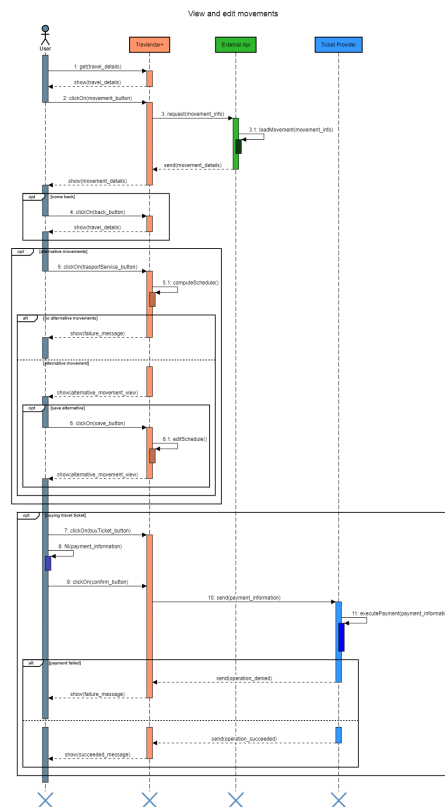 View and edit movements
User
Travlendar+
External Api
Ticket Provider
1: get(travel_details)
show(travel_details)
2: clickOn(movement_button)
3: request(movement_info)
3.1: loadMovement(movement_info)
send(movement_details)
show(movement_details)
opt [come back]
4: clickOn(back_button)
show(travel_details)
opt [alternative movements]
5: clickOn(trasportService_button)
5.1: computeSchedule()
alt [no alternative movements]
show(failure_message)
[alternative movement]
show(alternative_movement_view)
opt [save alternative]
6: clickOn(save_button)
6.1: editSchedule()
show(alternative_movement_view)
opt [buying travel ticket]
7: clickOn(buyTicket_button)
8: fill(payment_information)
9: clickOn(confirm_button)
10: send(payment_information)
11: executePayment(payment_informatio
alt [payment failed]
send(operation_denied)
show(failure_message)
send(operation_succeeded)
show(succeeded_message)